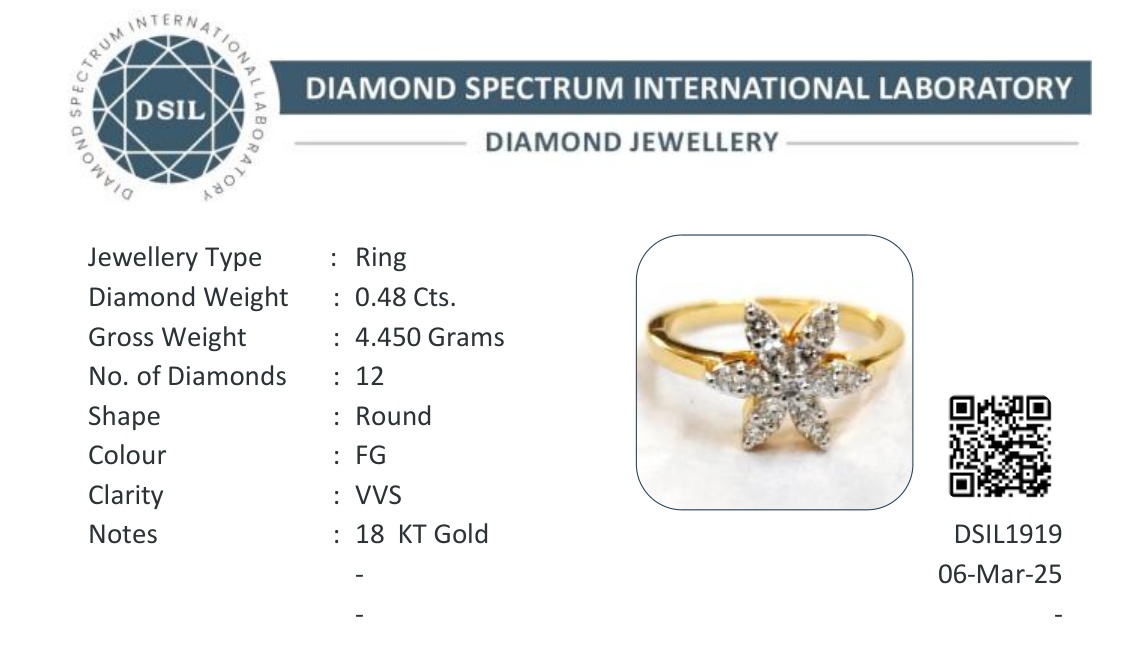 DIAMOND SPECTRUM INTERNATIONAL LABORATORY
DSIL
DIAMOND SPECTRUM INTERNATIONAL LABORATORY
DIAMOND JEWELLERY
Jewellery Type : Ring
Diamond Weight : 0.48 Cts.
Gross Weight : 4.450 Grams
No. of Diamonds : 12
Shape : Round
Colour : FG
Clarity : VVS
Notes : 18 KT Gold
-
-
DSIL1919
06-Mar-25
-